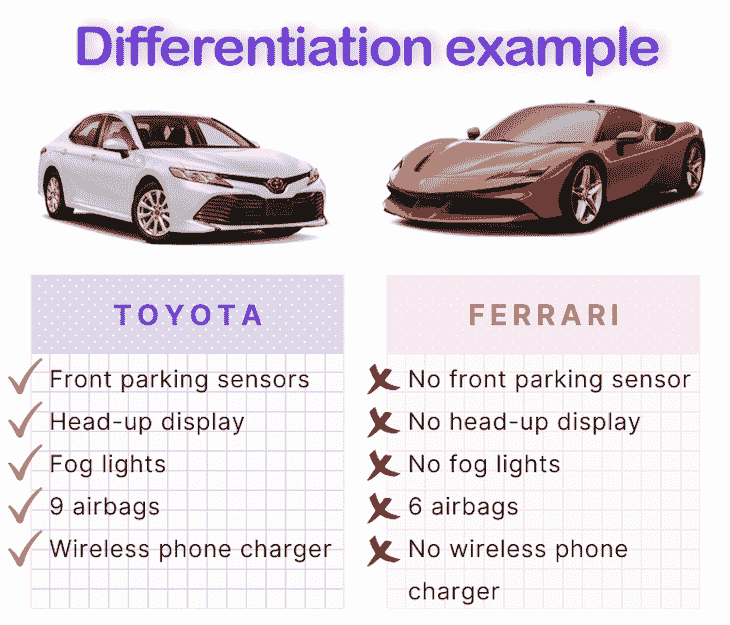 Differentiation example
TOYOTA
Front parking sensors
Head-up display
Fog lights
9 airbags
Wireless phone charger
FERRARI
No front parking sensor
No head-up display
No fog lights
6 airbags
No wireless phone
charger